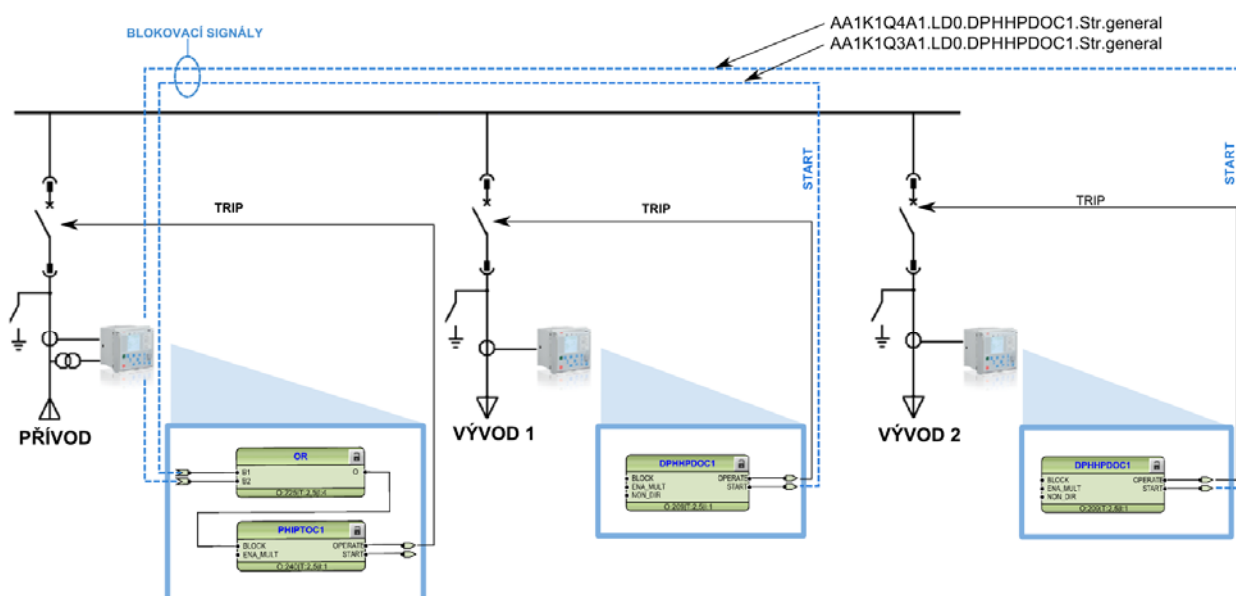 AA1K1Q4A1.LD0.DPHHPDOC1.Str.general
BLOKOVACÍ SIGNÁLY
AA1K1Q3A1.LD0.DPHHPDOC1.Str.general
START
START
TRIP
TRIP
TRIP
PŘÍVOD
VÝVOD 1
VÝVOD 2
OR
B1 O
B2
PHIPTOC1
BLOCK OPERATE
ENA_MULT START
DPHHPDOC1
BLOCK OPERATE
ENA_MULT START
NON_DIR
DPHHPDOC1
BLOCK OPERATE
ENA_MULT START
NON_DIR